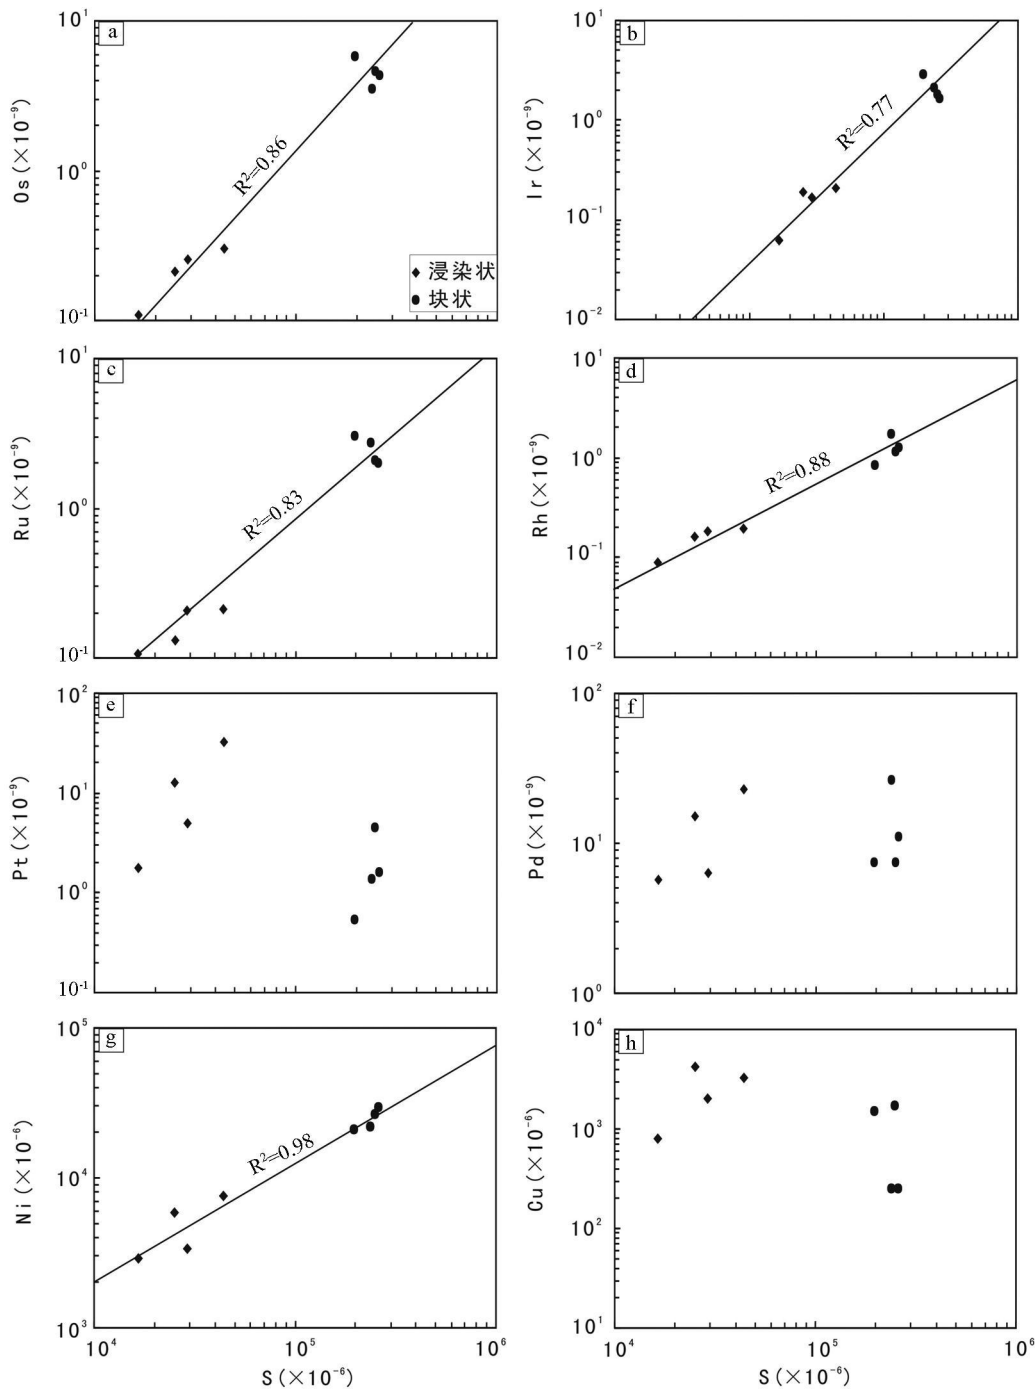 a
10¹
10⁰
10⁻¹
Os(×10⁻⁹)
R²=0.86
浸染状
块状
b
10¹
10⁰
10⁻¹
10⁻²
Ir(×10⁻⁹)
R²=0.77
c
10¹
10⁰
10⁻¹
Ru(×10⁻⁹)
R²=0.83
d
10¹
10⁰
10⁻¹
10⁻²
Rh(×10⁻⁹)
R²=0.88
e
10²
10¹
10⁰
10⁻¹
Pt(×10⁻⁹)
f
10²
10¹
10⁰
Pd(×10⁻⁹)
g
10⁵
10⁴
10³
Ni(×10⁻⁶)
R²=0.98
10⁴ 10⁵ 10⁶
S(×10⁻⁶)
h
10⁴
10³
10²
10¹
Cu(×10⁻⁶)
10⁴ 10⁵ 10⁶
S(×10⁻⁶)